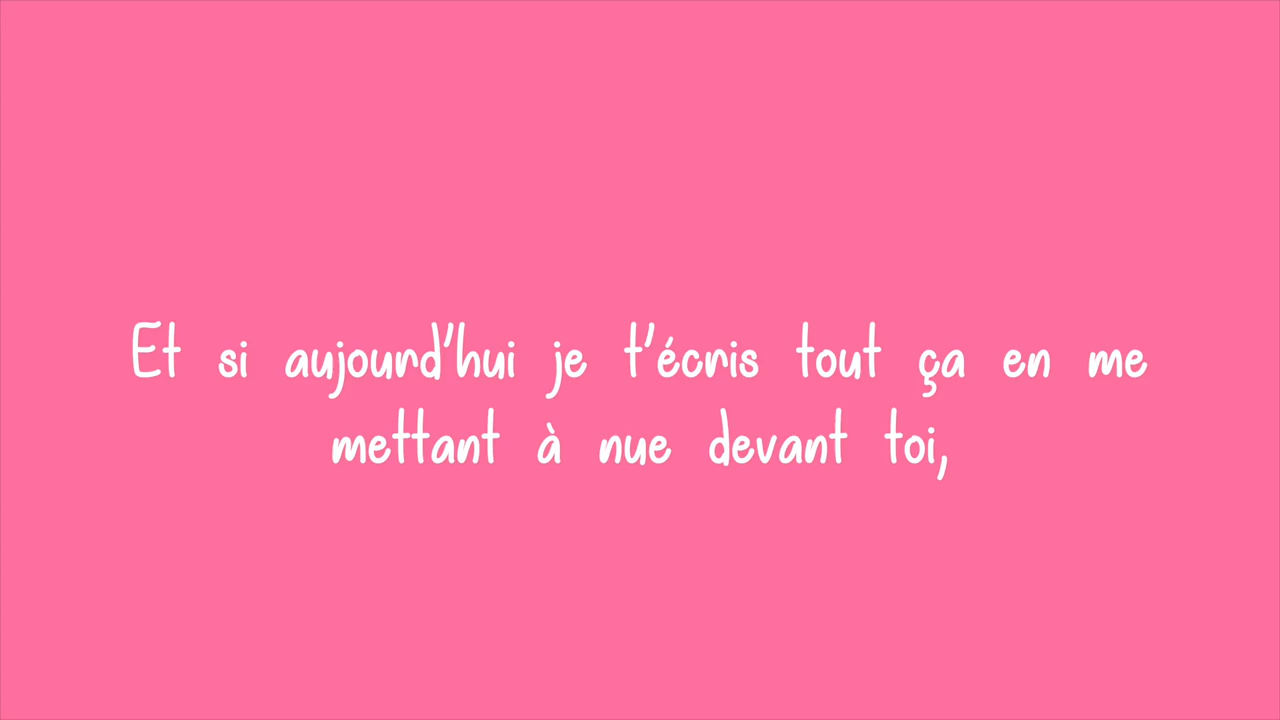 Et si aujourd'hui je t'écris tout ça en me
mettant à nue devant toi,